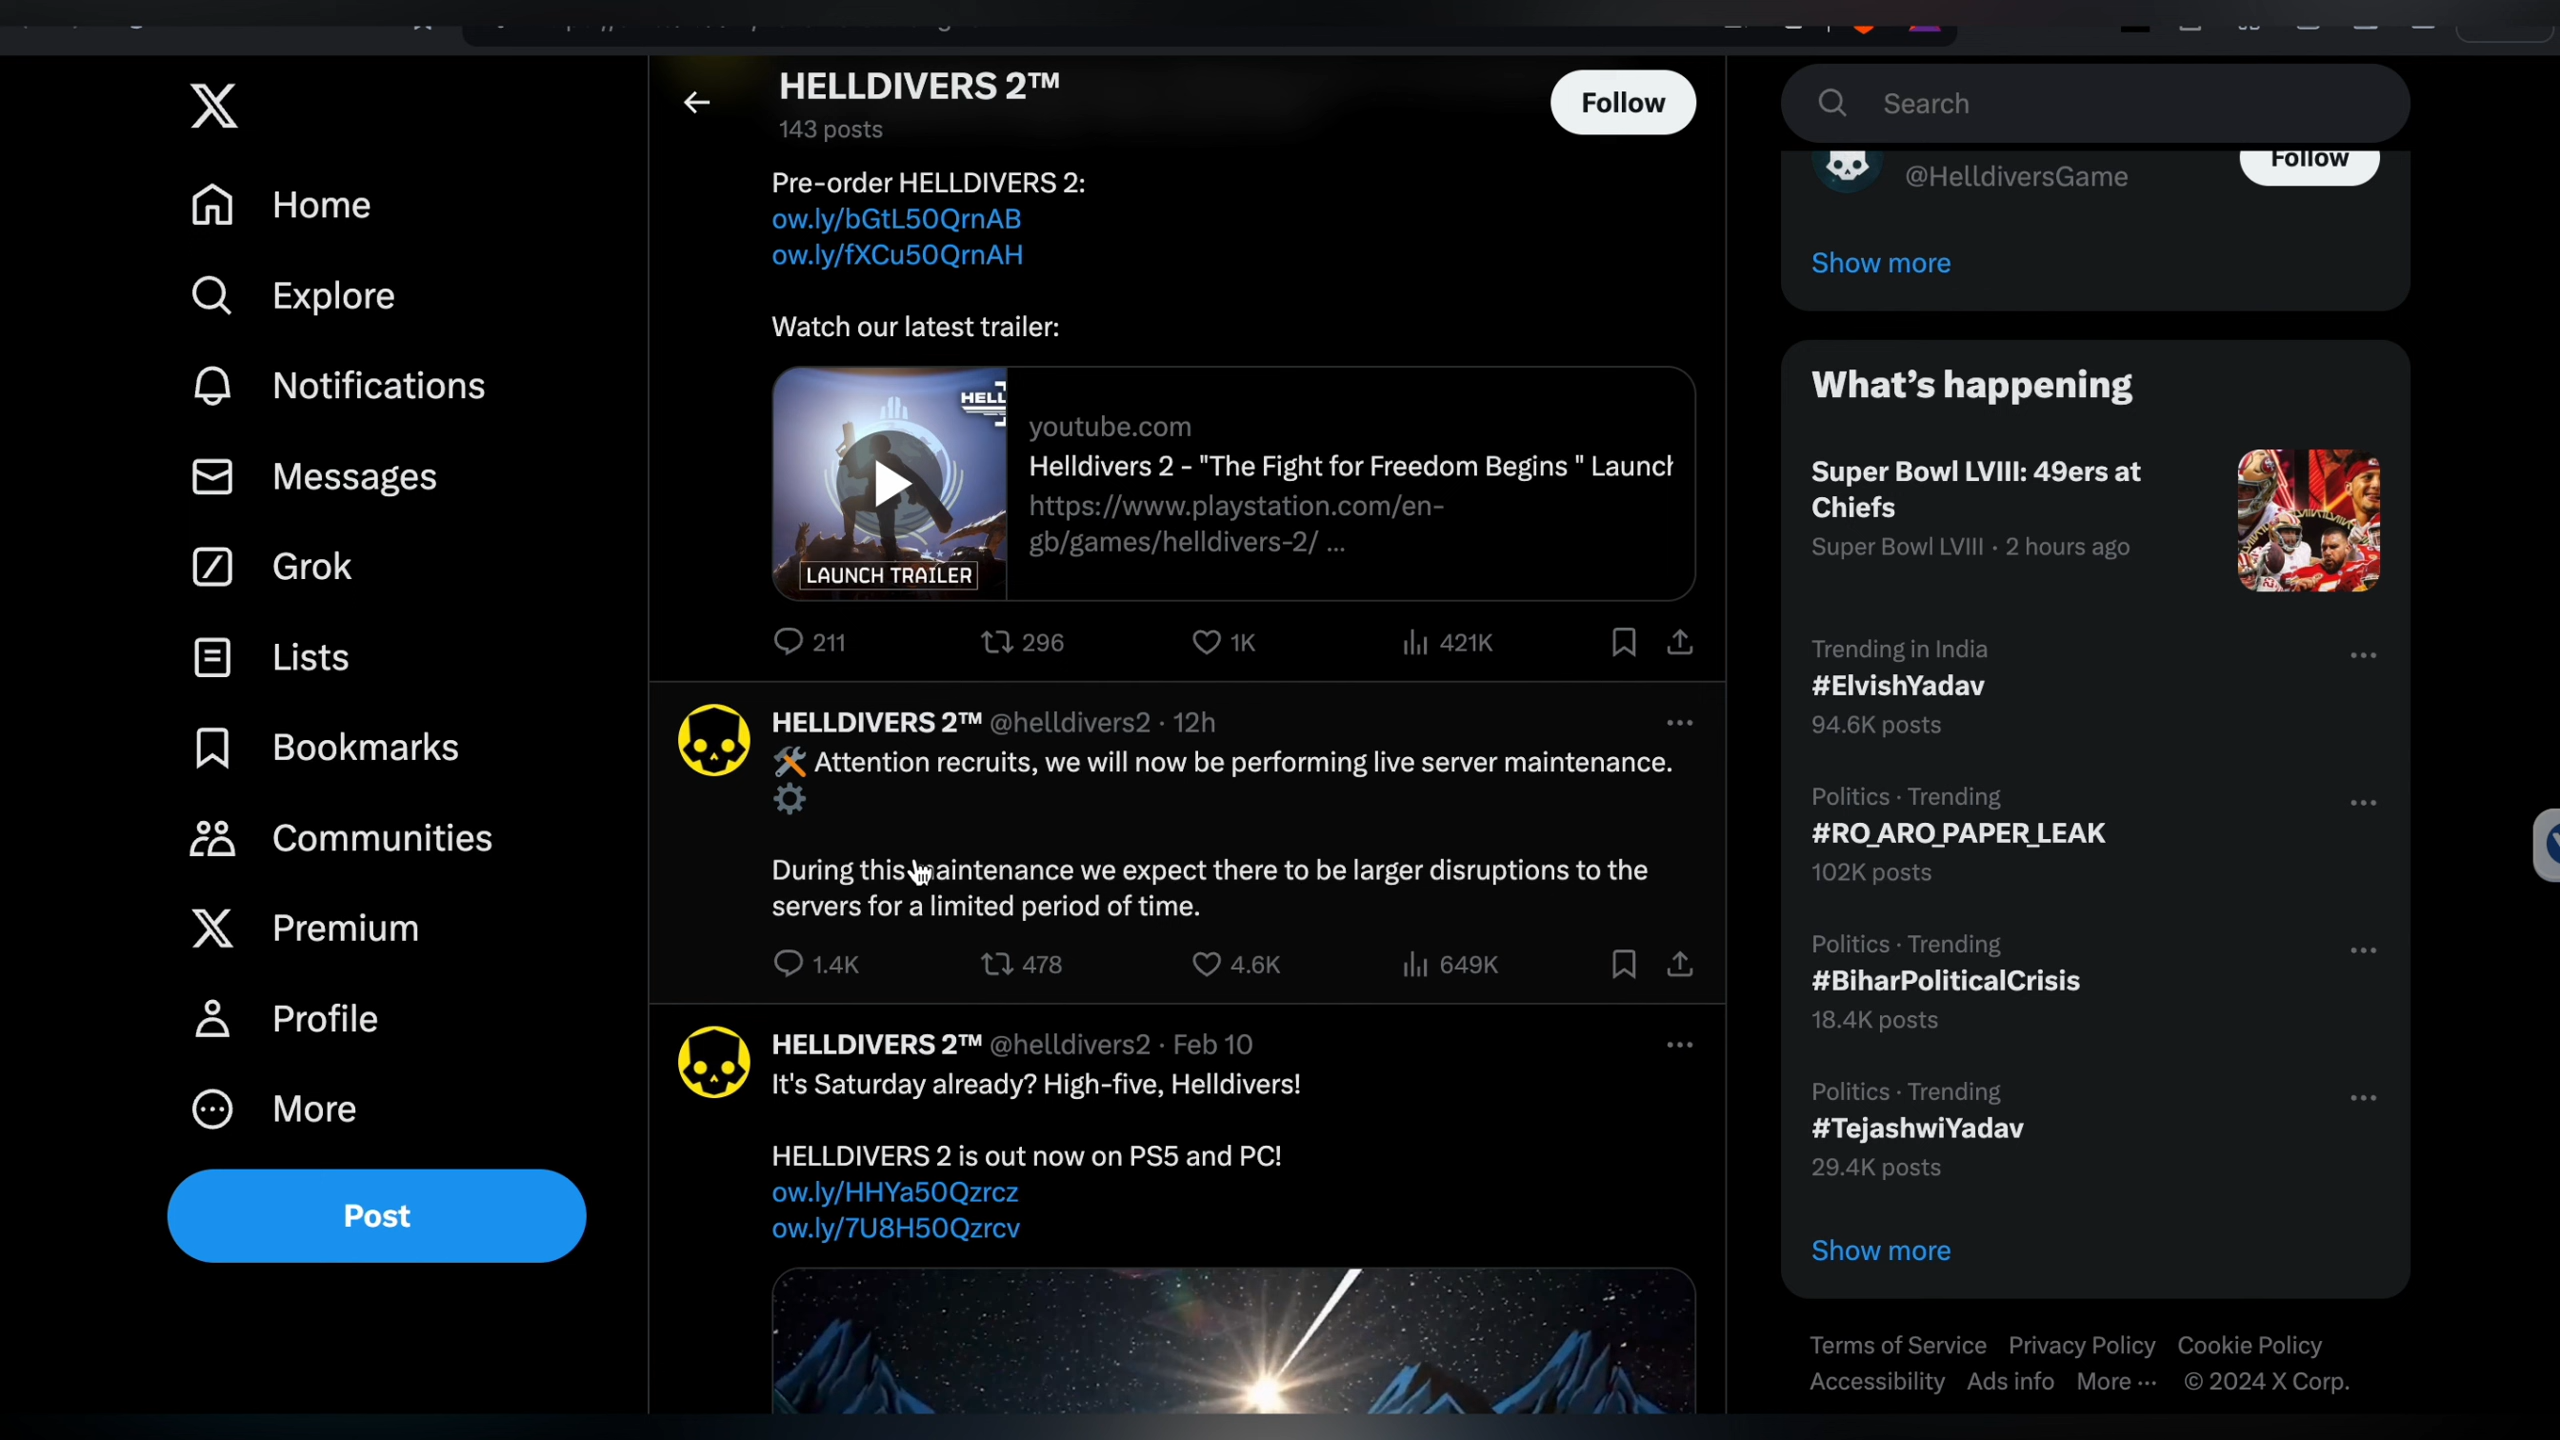 Home
Explore
Notifications
Messages
Grok
Lists
Bookmarks
Communities
Premium
Profile
More
Post
HELLDIVERS 2™
143 posts
Follow
Pre-order HELLDIVERS 2:
ow.ly/bGtL50QrnAB
ow.ly/fXCu50QrnAH
Watch our latest trailer:
HELL
LAUNCH TRAILER
youtube.com
Helldivers 2 - "The Fight for Freedom Begins " Launch
https://www.playstation.com/en-
gb/games/helldivers-2/ ...
211 296 1K 421K
HELLDIVERS 2™ @helldivers2 · 12h
🛠️ Attention recruits, we will now be performing live server maintenance.
⚙️
During this maintenance we expect there to be larger disruptions to the
servers for a limited period of time.
1.4K 478 4.6K 649K
HELLDIVERS 2™ @helldivers2 · Feb 10
It's Saturday already? High-five, Helldivers!
HELLDIVERS 2 is out now on PS5 and PC!
ow.ly/HHYa50Qzrcz
ow.ly/7U8H50Qzrcv
Search
@HelldiversGame
Follow
Show more
What's happening
Super Bowl LVIII: 49ers at
Chiefs
Super Bowl LVIII · 2 hours ago
Trending in India
#ElvishYadav
94.6K posts
Politics · Trending
#RO_ARO_PAPER_LEAK
102K posts
Politics · Trending
#BiharPoliticalCrisis
18.4K posts
Politics · Trending
#TejashwiYadav
29.4K posts
Show more
Terms of Service Privacy Policy Cookie Policy
Accessibility Ads info More ··· © 2024 X Corp.